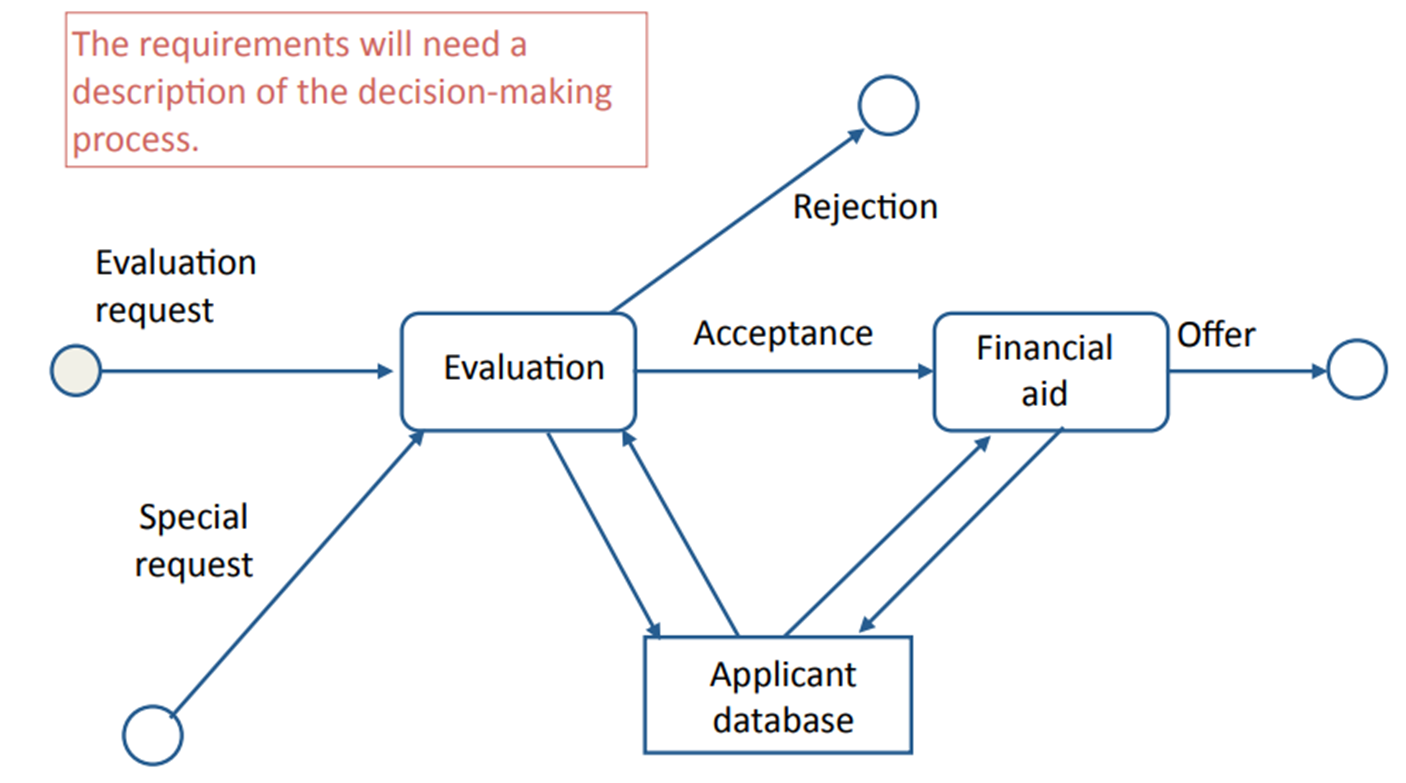 The requirements will need a
description of the decision-making
process.
Rejection
Evaluation
request
Evaluation
Acceptance
Financial
aid
Offer
Special
request
Applicant
database